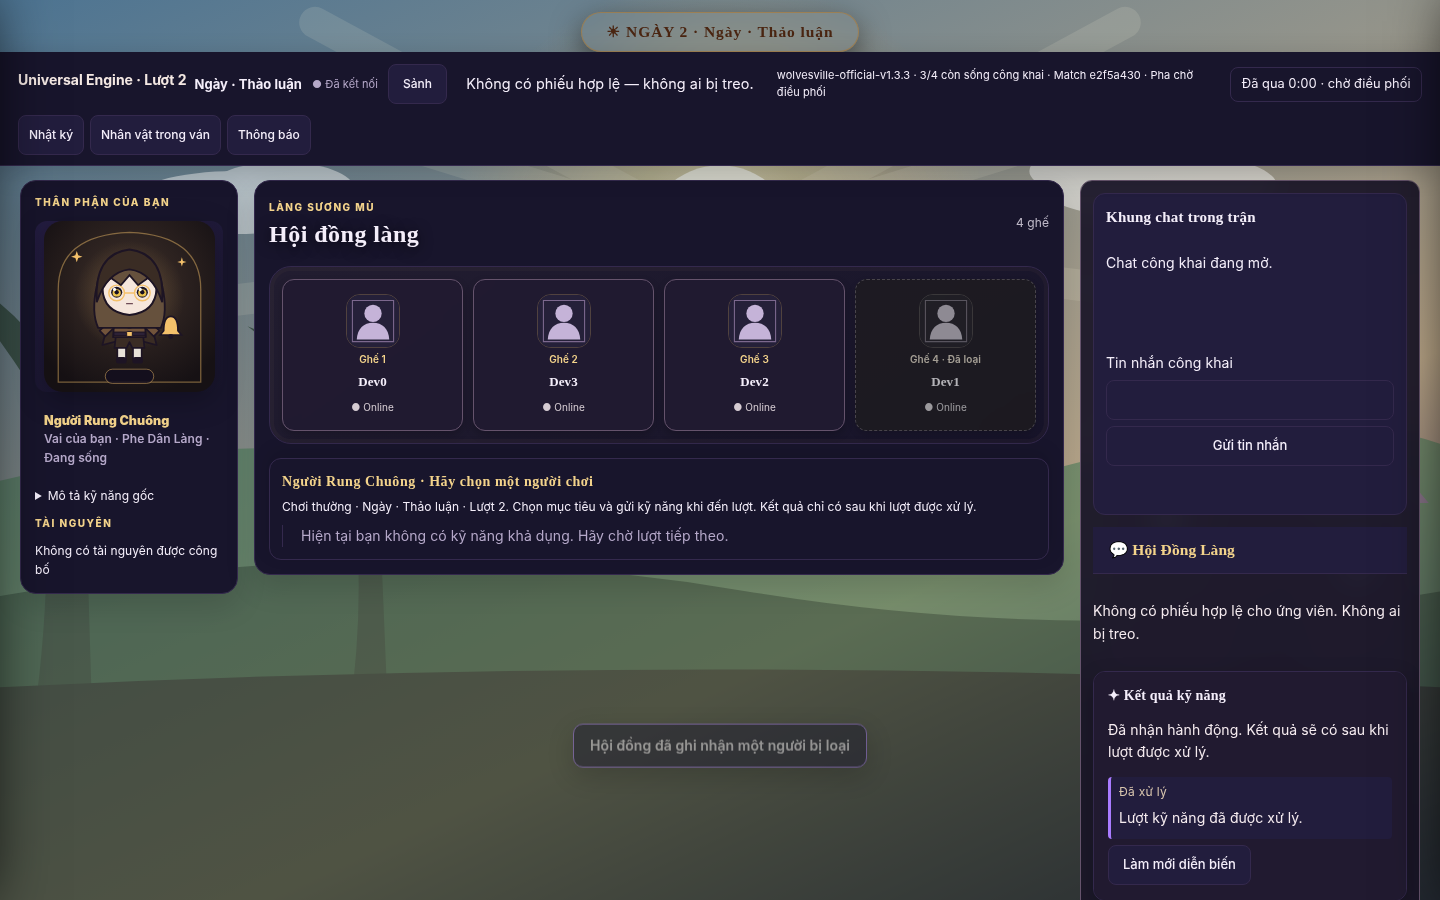 ☀ NGÀY 2 · Ngày · Thảo luận
Universal Engine · Lượt 2
Ngày · Thảo luận
Đã kết nối
Sảnh
Không có phiếu hợp lệ — không ai bị treo.
wolvesville-official-v1.3.3 · 3/4 còn sống công khai · Match e2f5a430 · Pha chờ
điều phối
Đã qua 0:00 · chờ điều phối
Nhật ký
Nhân vật trong ván
Thông báo
THÂN PHẬN CỦA BẠN
Người Rung Chuông
Vai của bạn · Phe Dân Làng ·
Đang sống
▶ Mô tả kỹ năng gốc
TÀI NGUYÊN
Không có tài nguyên được công
bố
LÀNG SƯƠNG MÙ
Hội đồng làng
4 ghế
Ghế 1
Dev0
Online
Ghế 2
Dev3
Online
Ghế 3
Dev2
Online
Ghế 4 · Đã loại
Dev1
Online
Người Rung Chuông · Hãy chọn một người chơi
Chơi thường · Ngày · Thảo luận · Lượt 2. Chọn mục tiêu và gửi kỹ năng khi đến lượt. Kết quả chỉ có sau khi lượt được xử lý.
Hiện tại bạn không có kỹ năng khả dụng. Hãy chờ lượt tiếp theo.
Hội đồng đã ghi nhận một người bị loại
Khung chat trong trận
Chat công khai đang mở.
Tin nhắn công khai
Gửi tin nhắn
💬 Hội Đồng Làng
Không có phiếu hợp lệ cho ứng viên. Không ai
bị treo.
✦ Kết quả kỹ năng
Đã nhận hành động. Kết quả sẽ có sau khi
lượt được xử lý.
Đã xử lý
Lượt kỹ năng đã được xử lý.
Làm mới diễn biến